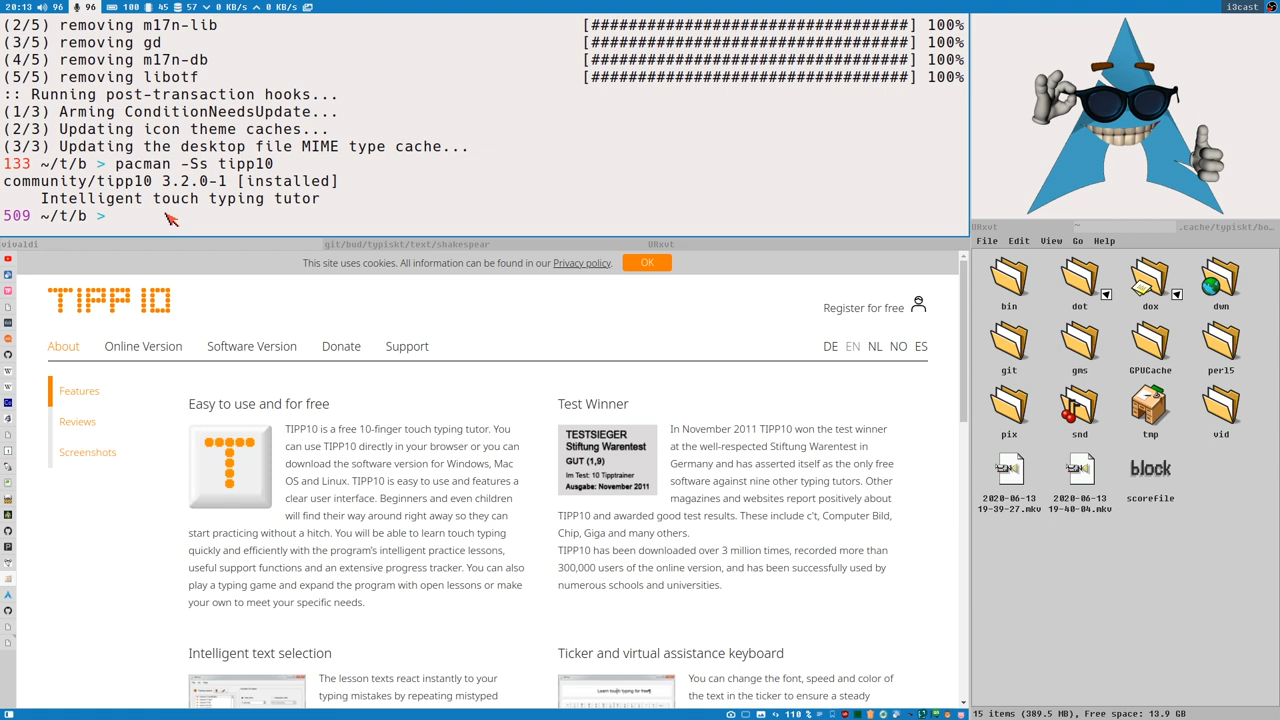 20:13 96 96 100 45 57 0 KB/s 0 KB/s
i3cast
(2/5) removing m17n-lib [####################################] 100%
(3/5) removing gd [####################################] 100%
(4/5) removing m17n-db [####################################] 100%
(5/5) removing libotf [####################################] 100%
:: Running post-transaction hooks...
(1/3) Arming ConditionNeedsUpdate...
(2/3) Updating icon theme caches...
(3/3) Updating the desktop file MIME type cache...
133 ~/t/b > pacman -Ss tipp10
community/tipp10 3.2.0-1 [installed]
Intelligent touch typing tutor
509 ~/t/b >
vivaldi git/bud/typiskt/text/shakespear URxvt
This site uses cookies. All information can be found in our Privacy policy. OK
TIPP10
Register for free
About Online Version Software Version Donate Support
DE EN NL NO ES
Features
Reviews
Screenshots
Easy to use and for free
TIPP10 is a free 10-finger touch typing tutor. You
can use TIPP10 directly in your browser or you can
download the software version for Windows, Mac
OS and Linux. TIPP10 is easy to use and features a
clear user interface. Beginners and even children
will find their way around right away so they can
start practicing without a hitch. You will be able to learn touch typing
quickly and efficiently with the program's intelligent practice lessons,
useful support functions and an extensive progress tracker. You can also
play a typing game and expand the program with open lessons or make
your own to meet your specific needs.
Test Winner
TESTSIEGER
Stiftung Warentest
GUT (1,9)
Im Test: 10 Tipptrainer
Ausgabe: November 2011
In November 2011 TIPP10 won the test winner
at the well-respected Stiftung Warentest in
Germany and has asserted itself as the only free
software against nine other typing tutors. Other
magazines and websites report positively about
TIPP10 and awarded good test results. These include c't, Computer Bild,
Chip, Giga and many others.
TIPP10 has been downloaded over 3 million times, recorded more than
300,000 users of the online version, and has been successfully used by
numerous schools and universities.
Intelligent text selection
The lesson texts react instantly to your
typing mistakes by repeating mistyped
Ticker and virtual assistance keyboard
Learn touch typing for free
You can change the font, speed and color of
the text in the ticker to ensure a steady
URxvt ~ .cache/typiskt/bo...
File Edit View Go Help
bin dot dox dwn
git gms GPUCache perl5
pix snd tmp vid
2020-06-13
19-39-27.mkv
2020-06-13
19-40-04.mkv
block
scorefile
110
15 items (389.5 MB), Free space: 13.9 GB